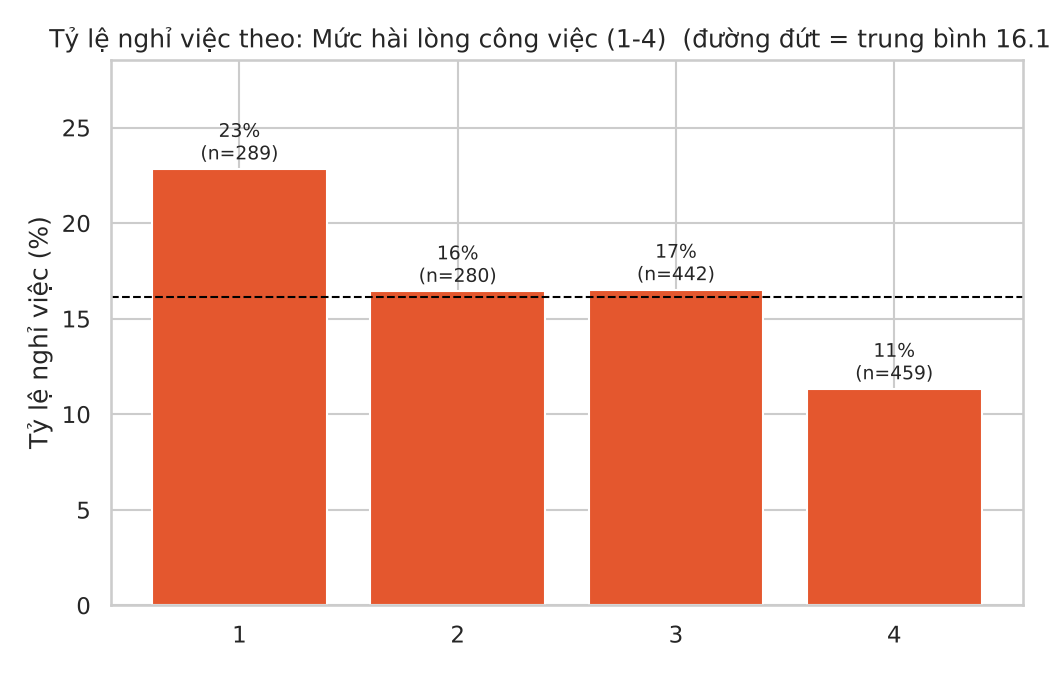 Tỷ lệ nghỉ việc theo: Mức hài lòng công việc (1-4)  (đường đứt = trung bình 16.1
Tỷ lệ nghỉ việc (%)
25
20
15
10
5
0
23%
(n=289)
16%
(n=280)
17%
(n=442)
11%
(n=459)
1
2
3
4